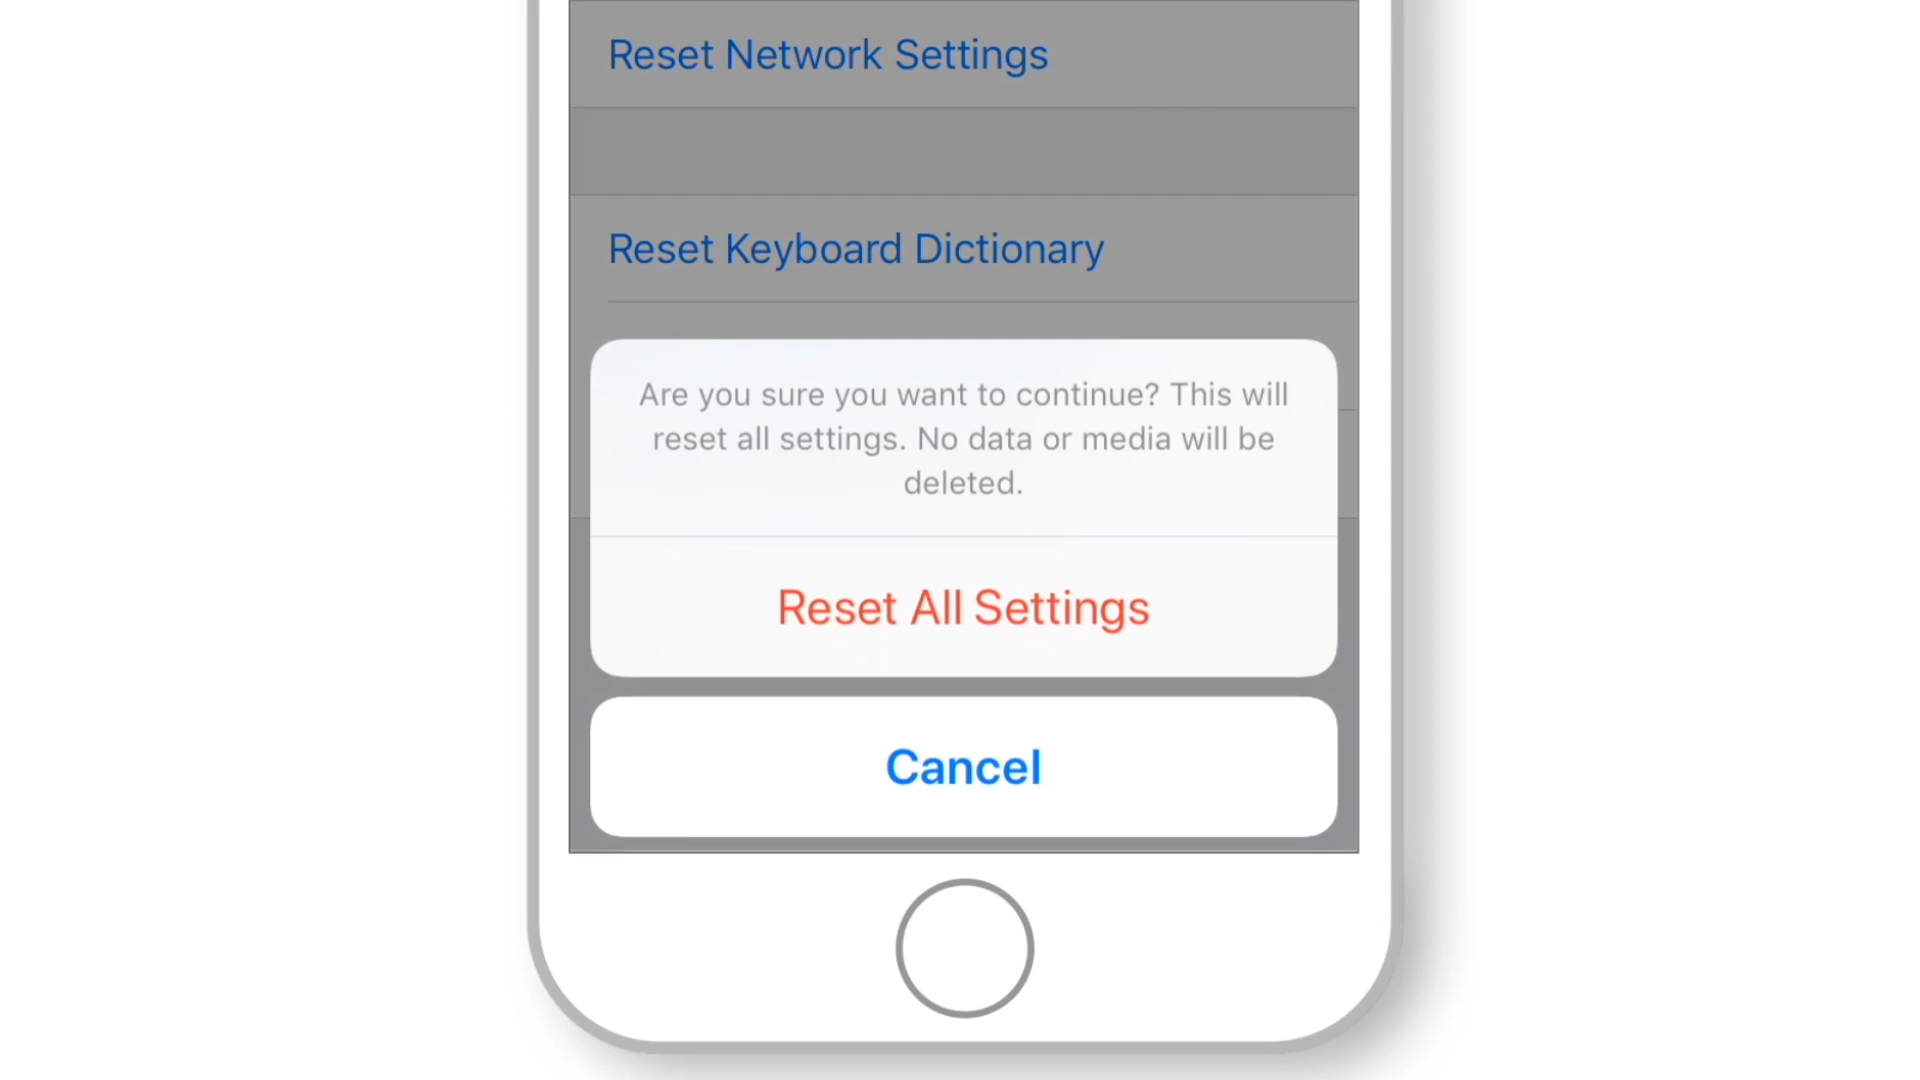 Reset Network Settings
Reset Keyboard Dictionary
Are you sure you want to continue? This will
reset all settings. No data or media will be
deleted.
Reset All Settings
Cancel